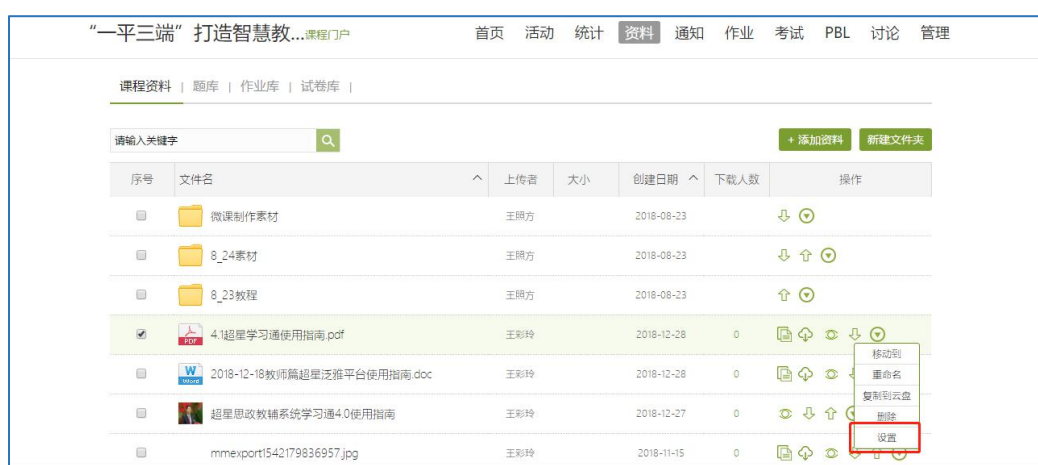 “一平三端”打造智慧教...课程门户 首页 活动 统计 资料 通知 作业 考试 PBL 讨论 管理
课程资料 | 题库 | 作业库 | 试卷库 |
请输入关键字 + 添加资料 新建文件夹
序号 文件名 上传者 大小 创建日期 下载人数 操作
微课制作素材 王照方 2018-08-23
8_24素材 王照方 2018-08-23
8_23教程 王照方 2018-08-23
PDF 4.1超星学习通使用指南.pdf 王彩玲 2018-12-28 0
移动到
W Word 2018-12-18教师篇超星泛雅平台使用指南.doc 王彩玲 2018-12-28 0 重命名
复制到云盘
超星思政教辅系统学习通4.0使用指南 王彩玲 2018-12-27 0 删除
设置
mmexport1542179836957.jpg 王彩玲 2018-11-15 0